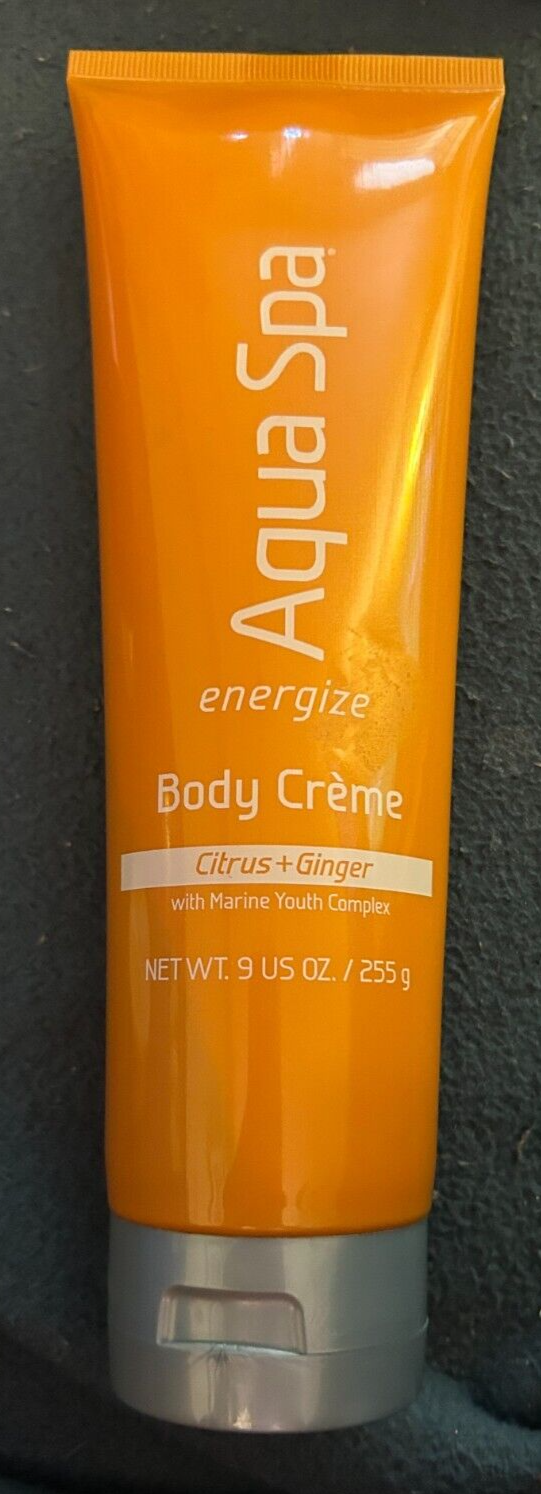 Aqua Spa
energize
Body Crème
Citrus+Ginger
with Marine Youth Complex
NET WT. 9 US OZ. / 255 g